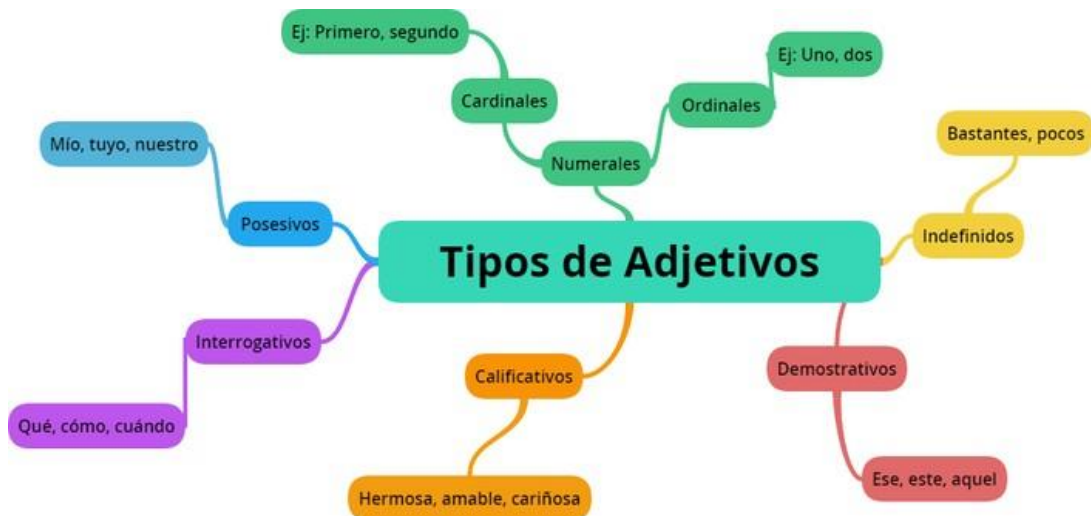 Tipos de Adjetivos
Numerales
Cardinales
Ej: Primero, segundo
Ordinales
Ej: Uno, dos
Indefinidos
Bastantes, pocos
Demostrativos
Ese, este, aquel
Calificativos
Hermosa, amable, cariñosa
Interrogativos
Qué, cómo, cuándo
Posesivos
Mío, tuyo, nuestro